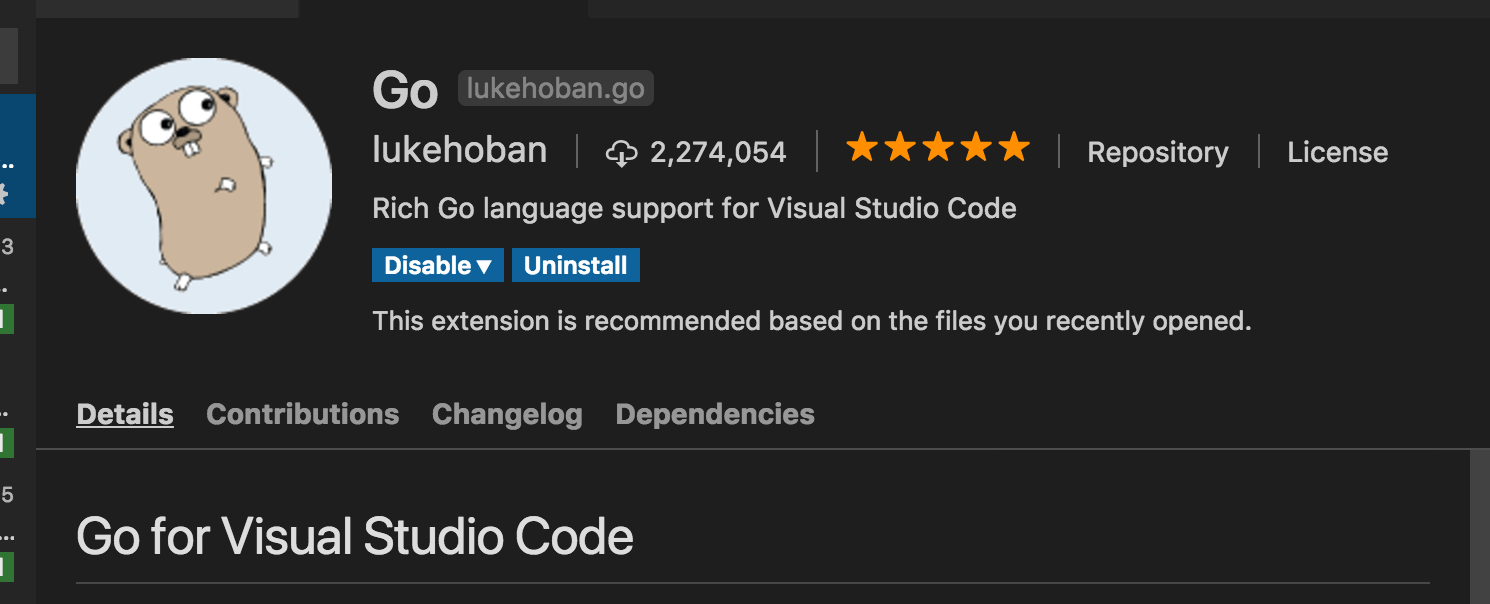 Go lukehoban.go
lukehoban 2,274,054 Repository License
Rich Go language support for Visual Studio Code
Disable▼ Uninstall
This extension is recommended based on the files you recently opened.
Details Contributions Changelog Dependencies
Go for Visual Studio Code
..
3
..
..
5
...